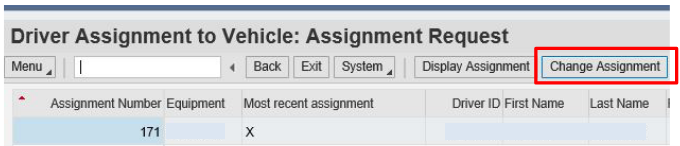 Driver Assignment to Vehicle: Assignment Request
Menu Back Exit System Display Assignment Change Assignment
Assignment Number Equipment Most recent assignment Driver ID First Name Last Name
171 X